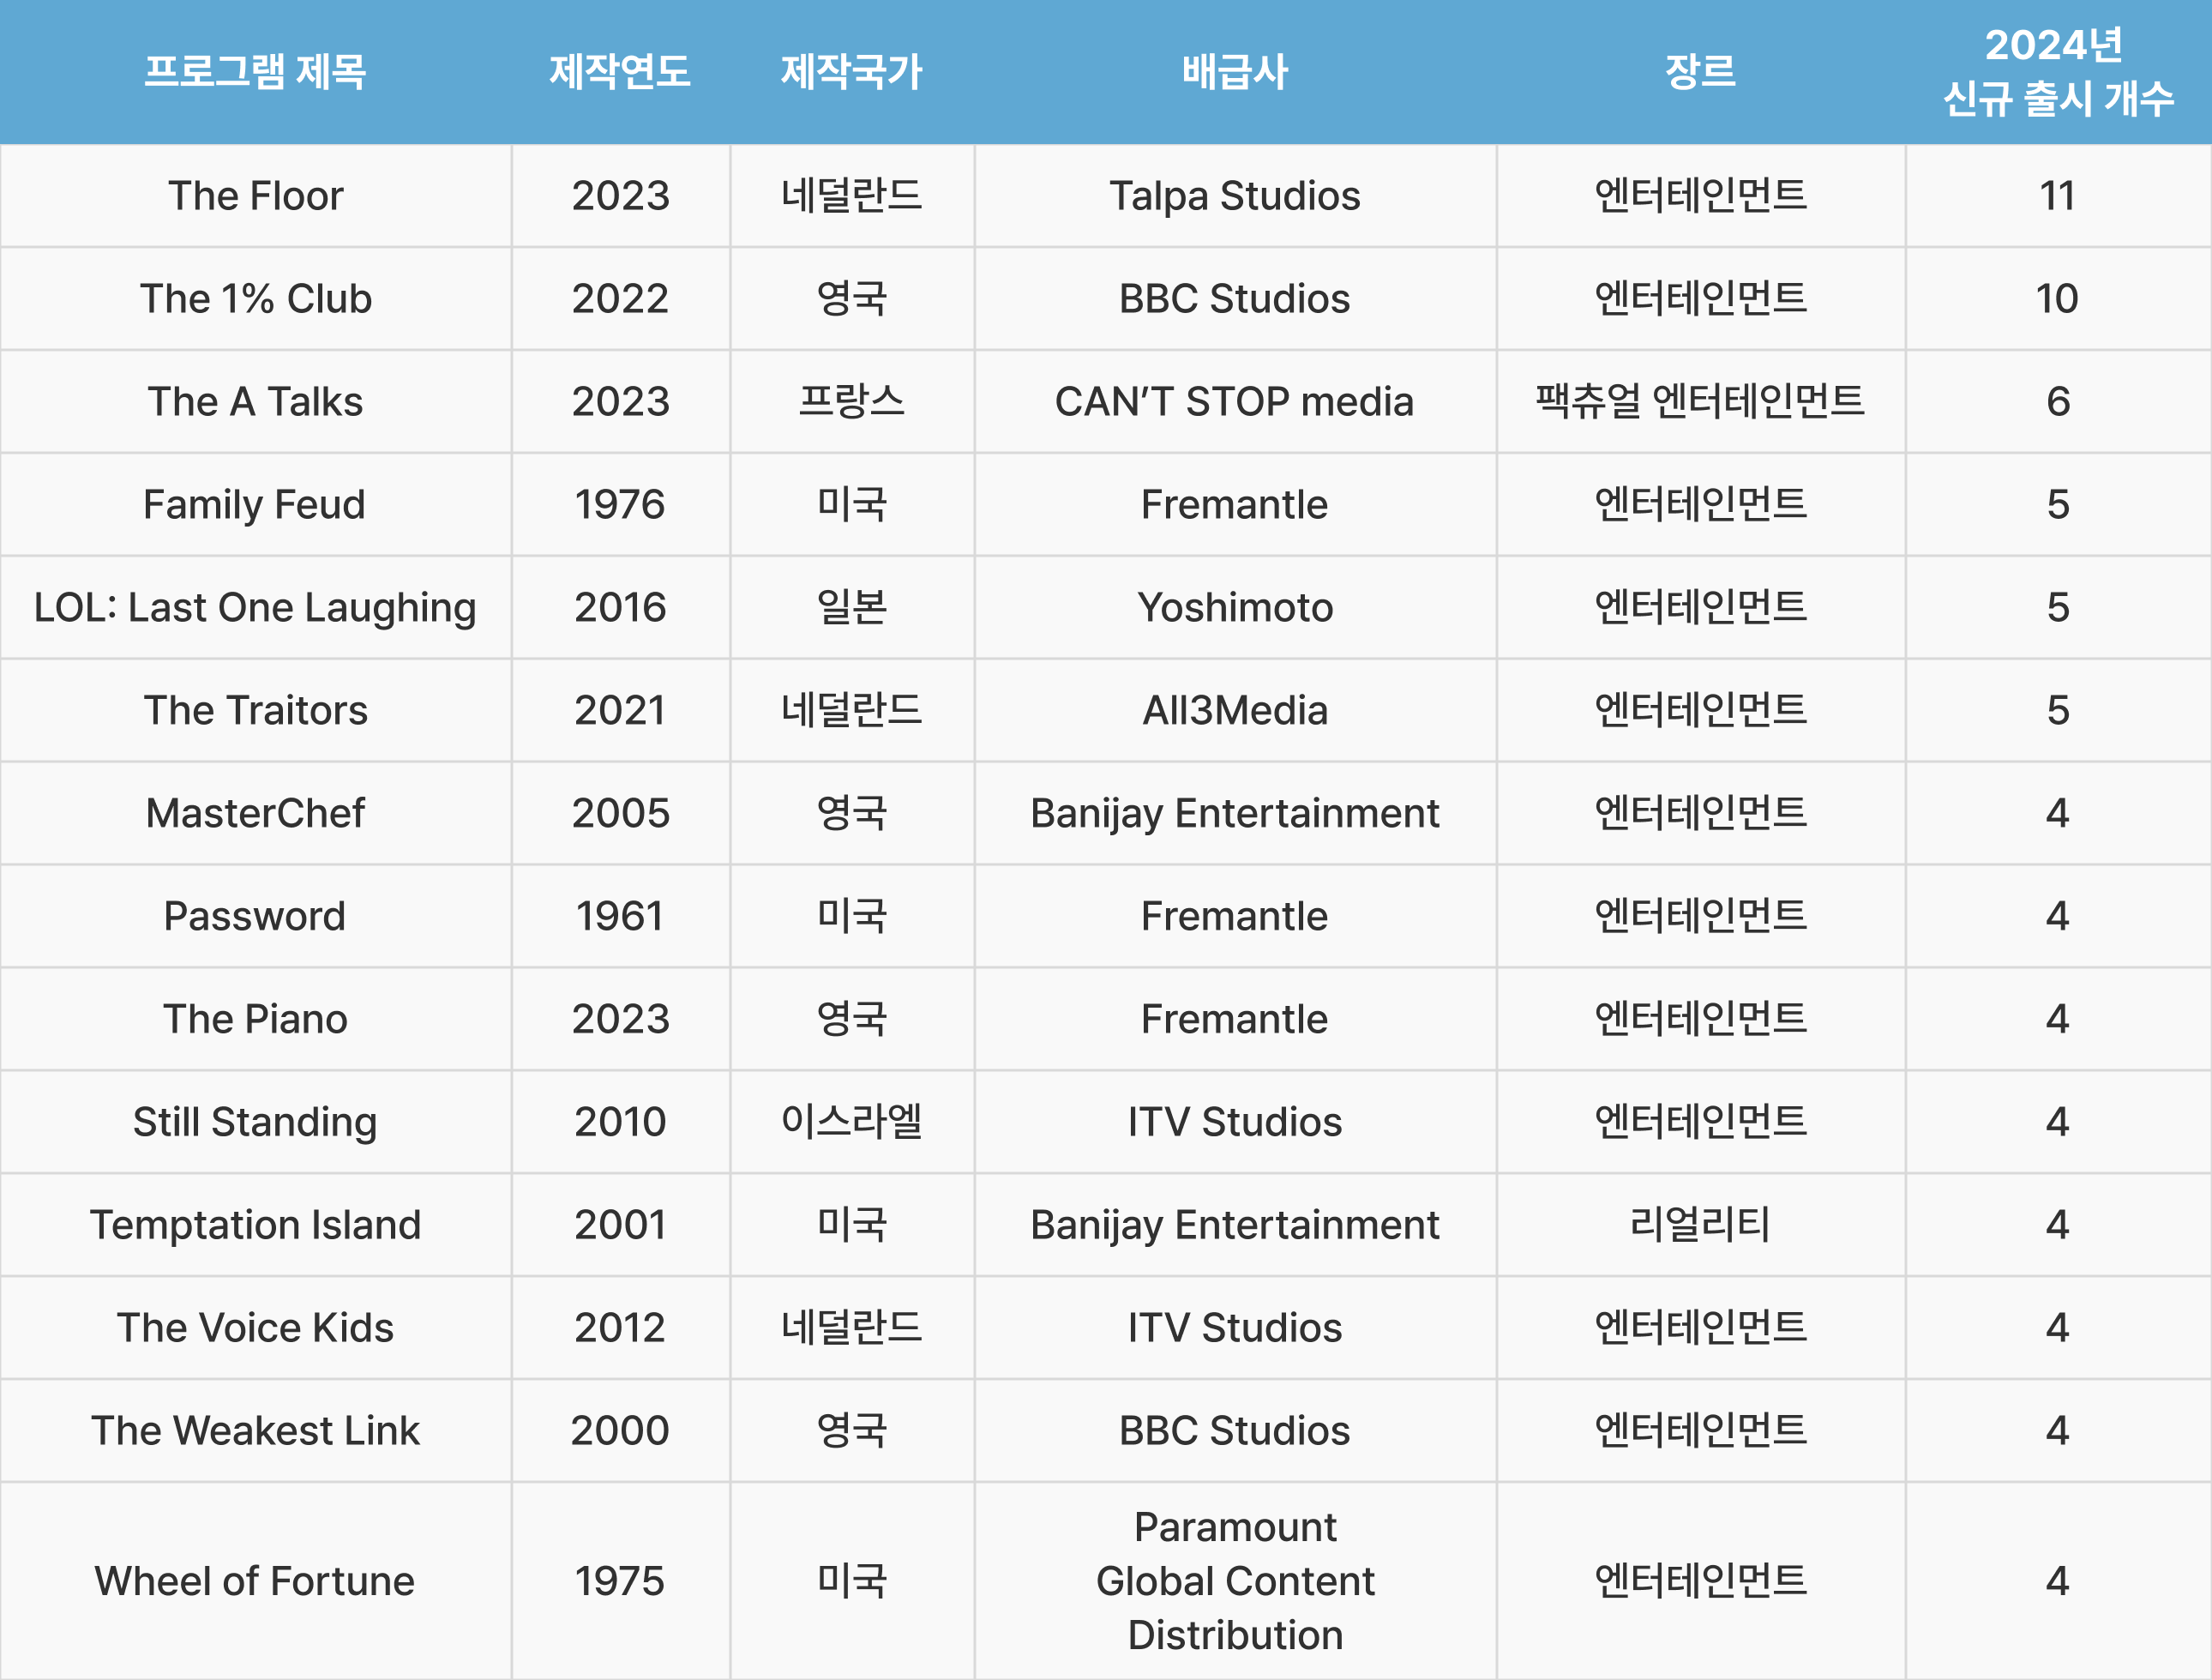 프로그램 제목 제작연도 제작국가 배급사 장르 2024년 신규 출시 개수
The Floor 2023 네덜란드 Talpa Studios 엔터테인먼트 11
The 1% Club 2022 영국 BBC Studios 엔터테인먼트 10
The A Talks 2023 프랑스 CAN'T STOP media 팩츄얼 엔터테인먼트 6
Family Feud 1976 미국 Fremantle 엔터테인먼트 5
LOL: Last One Laughing 2016 일본 Yoshimoto 엔터테인먼트 5
The Traitors 2021 네덜란드 All3Media 엔터테인먼트 5
MasterChef 2005 영국 Banijay Entertainment 엔터테인먼트 4
Password 1961 미국 Fremantle 엔터테인먼트 4
The Piano 2023 영국 Fremantle 엔터테인먼트 4
Still Standing 2010 이스라엘 ITV Studios 엔터테인먼트 4
Temptation Island 2001 미국 Banijay Entertainment 리얼리티 4
The Voice Kids 2012 네덜란드 ITV Studios 엔터테인먼트 4
The Weakest Link 2000 영국 BBC Studios 엔터테인먼트 4
Wheel of Fortune 1975 미국 Paramount
Global Content
Distribution 엔터테인먼트 4